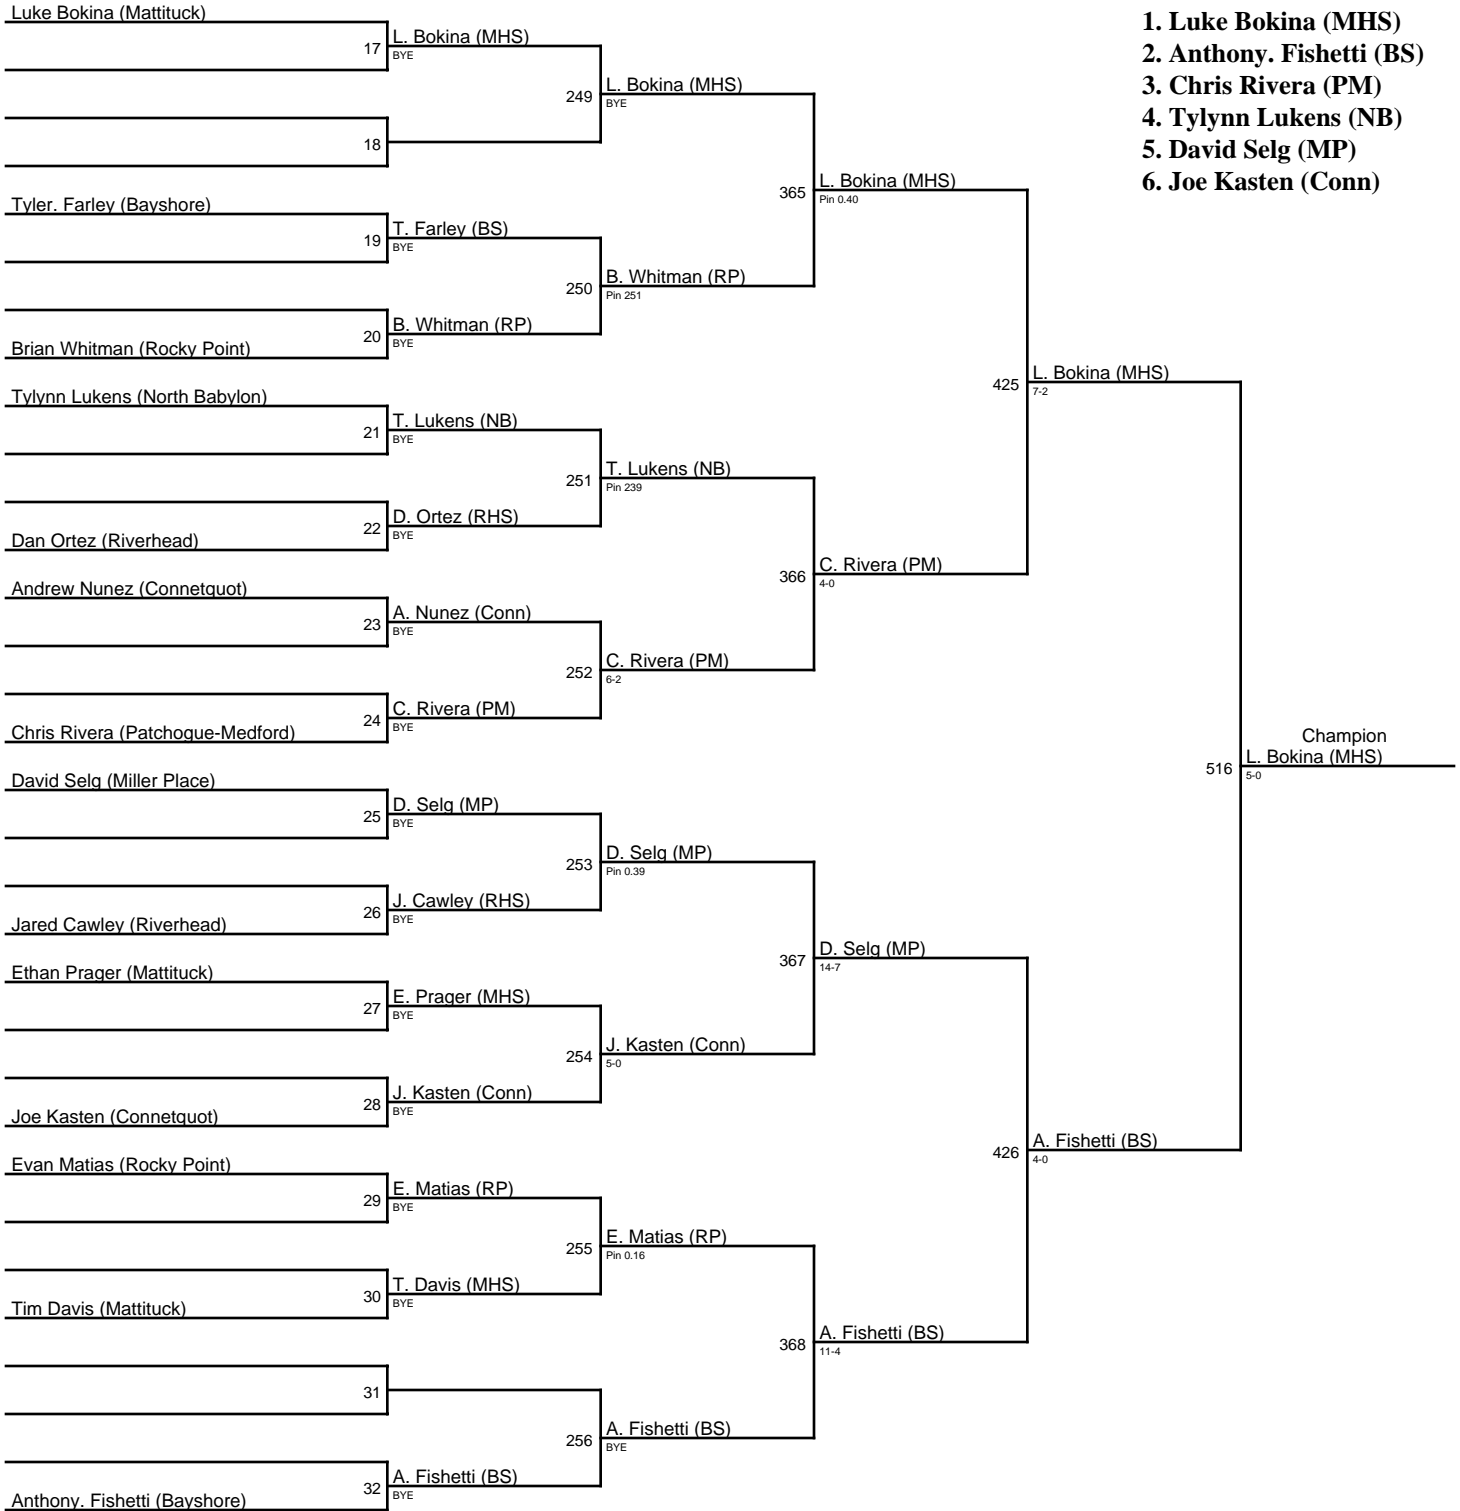 Luke Bokina (Mattituck)
17
L. Bokina (MHS)
BYE
249
L. Bokina (MHS)
BYE
18
365
L. Bokina (MHS)
Pin 0.40
Tyler. Farley (Bayshore)
19
T. Farley (BS)
BYE
250
B. Whitman (RP)
Pin 251
20
B. Whitman (RP)
BYE
Brian Whitman (Rocky Point)
425
L. Bokina (MHS)
7-2
Tylynn Lukens (North Babylon)
21
T. Lukens (NB)
BYE
251
T. Lukens (NB)
Pin 239
22
D. Ortez (RHS)
BYE
Dan Ortez (Riverhead)
366
C. Rivera (PM)
4-0
Andrew Nunez (Connetquot)
23
A. Nunez (Conn)
BYE
252
C. Rivera (PM)
6-2
24
C. Rivera (PM)
BYE
Chris Rivera (Patchogue-Medford)
516
Champion
L. Bokina (MHS)
5-0
David Selg (Miller Place)
25
D. Selg (MP)
BYE
253
D. Selg (MP)
Pin 0.39
26
J. Cawley (RHS)
BYE
Jared Cawley (Riverhead)
367
D. Selg (MP)
14-7
Ethan Prager (Mattituck)
27
E. Prager (MHS)
BYE
254
J. Kasten (Conn)
5-0
28
J. Kasten (Conn)
BYE
Joe Kasten (Connetquot)
426
A. Fishetti (BS)
4-0
Evan Matias (Rocky Point)
29
E. Matias (RP)
BYE
255
E. Matias (RP)
Pin 0.16
30
T. Davis (MHS)
BYE
Tim Davis (Mattituck)
368
A. Fishetti (BS)
11-4
31
256
A. Fishetti (BS)
BYE
32
A. Fishetti (BS)
BYE
Anthony. Fishetti (Bayshore)
1. Luke Bokina (MHS)
2. Anthony. Fishetti (BS)
3. Chris Rivera (PM)
4. Tylynn Lukens (NB)
5. David Selg (MP)
6. Joe Kasten (Conn)